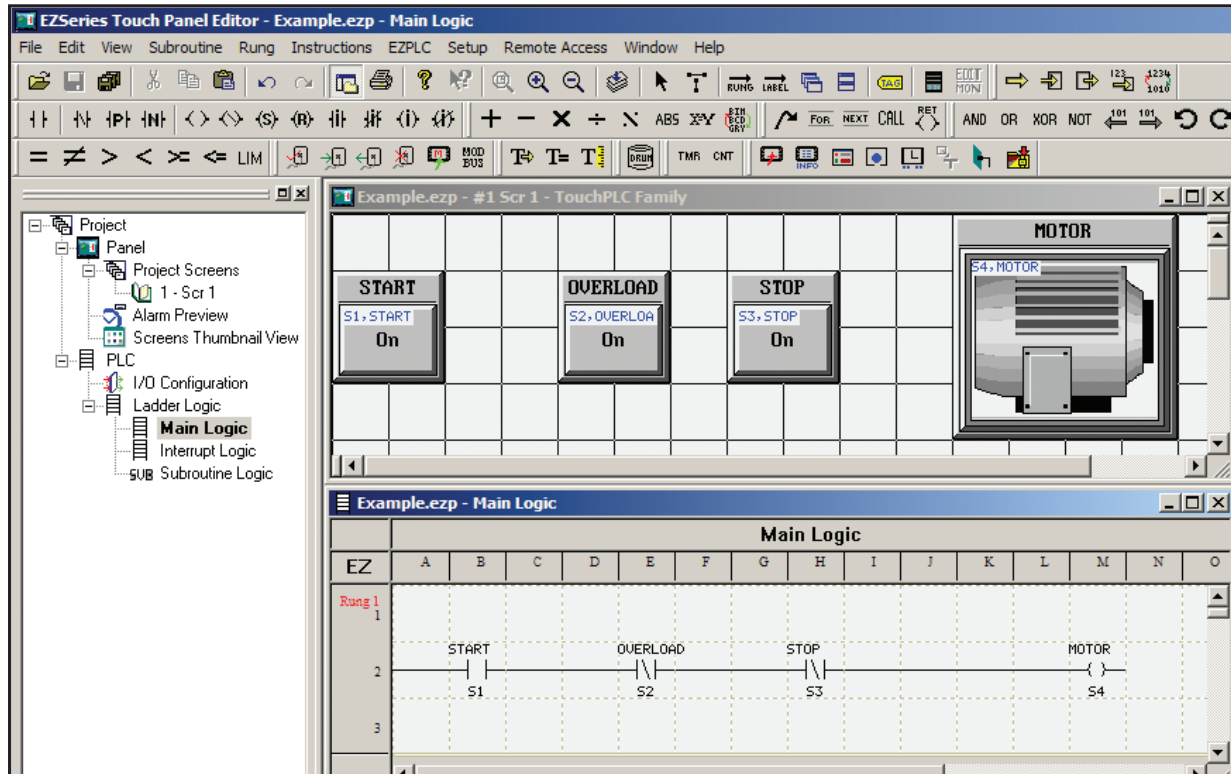 EZSeries Touch Panel Editor - Example.ezp - Main Logic
File Edit View Subroutine Rung Instructions EZPLC Setup Remote Access Window Help
RUNG LABEL TAG EDIT MON 123 1234 1010
P N (S) (R) (i) ABS X↔Y BIN BCD GRY FOR NEXT CALL RET AND OR XOR NOT 101 101
= ≠ > < >= <= LIM MOD BUS T T= T DRUM TMR CNT INFO
Project
Panel
Project Screens
1 - Scr 1
Alarm Preview
Screens Thumbnail View
PLC
I/O Configuration
Ladder Logic
Main Logic
Interrupt Logic
SUB Subroutine Logic
Example.ezp - #1 Scr 1 - TouchPLC Family
START
S1,START
On
OVERLOAD
S2,OVERLOA
On
STOP
S3,STOP
On
MOTOR
S4,MOTOR
Example.ezp - Main Logic
Main Logic
EZ A B C D E F G H I J K L M N O
Rung 1
1
START OVERLOAD STOP MOTOR
2
S1 S2 S3 S4
3